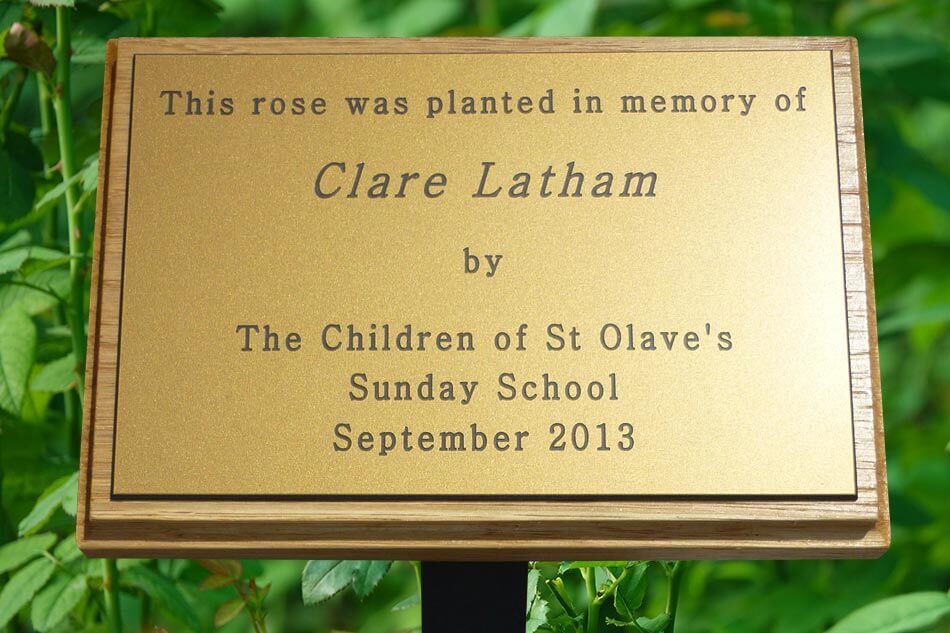 This rose was planted in memory of
Clare Latham
by
The Children of St Olave's
Sunday School
September 2013